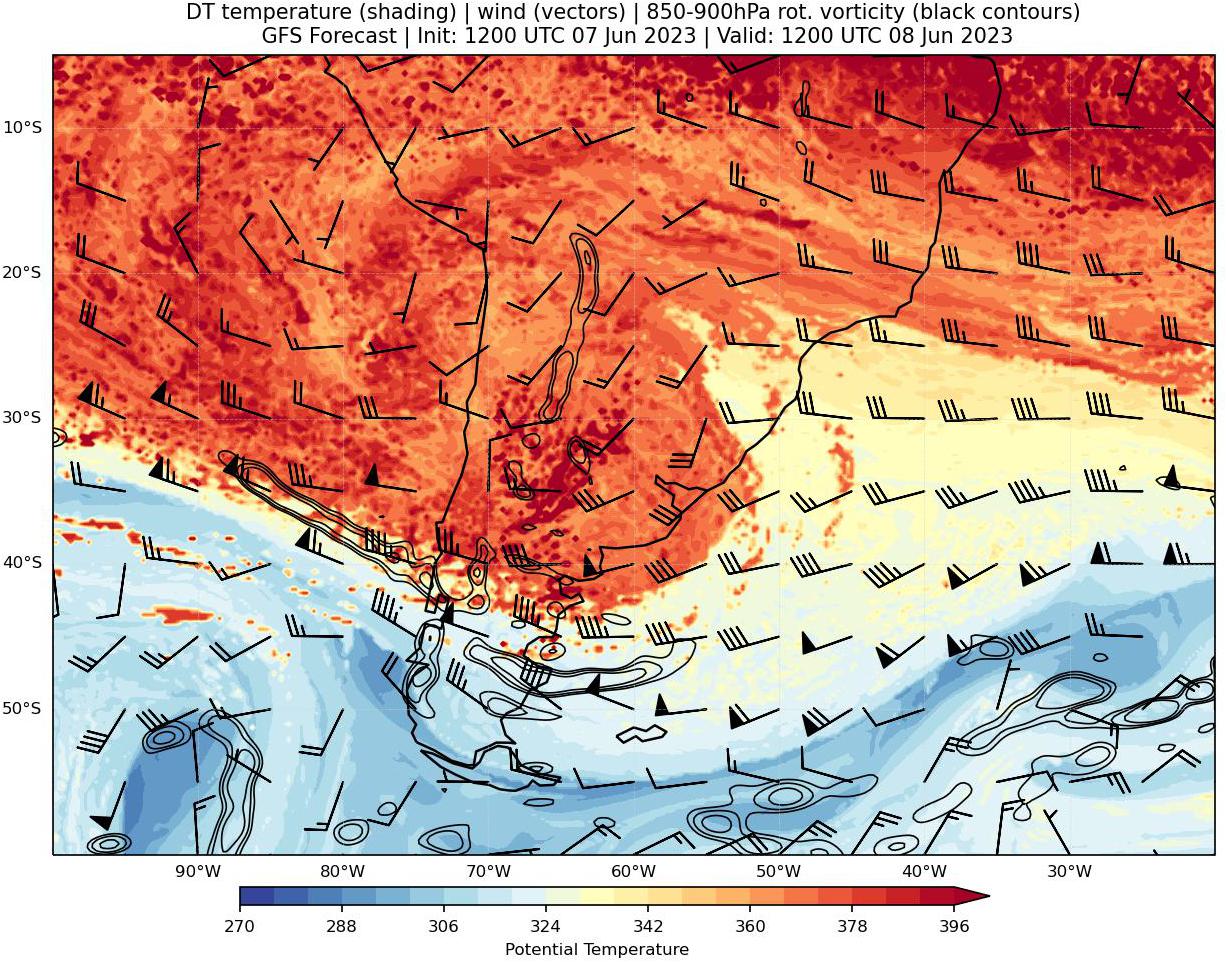 DT temperature (shading) | wind (vectors) | 850-900hPa rot. vorticity (black contours)
GFS Forecast | Init: 1200 UTC 07 Jun 2023 | Valid: 1200 UTC 08 Jun 2023
10°S
20°S
30°S
40°S
50°S
90°W 80°W 70°W 60°W 50°W 40°W 30°W
270 288 306 324 342 360 378 396
Potential Temperature